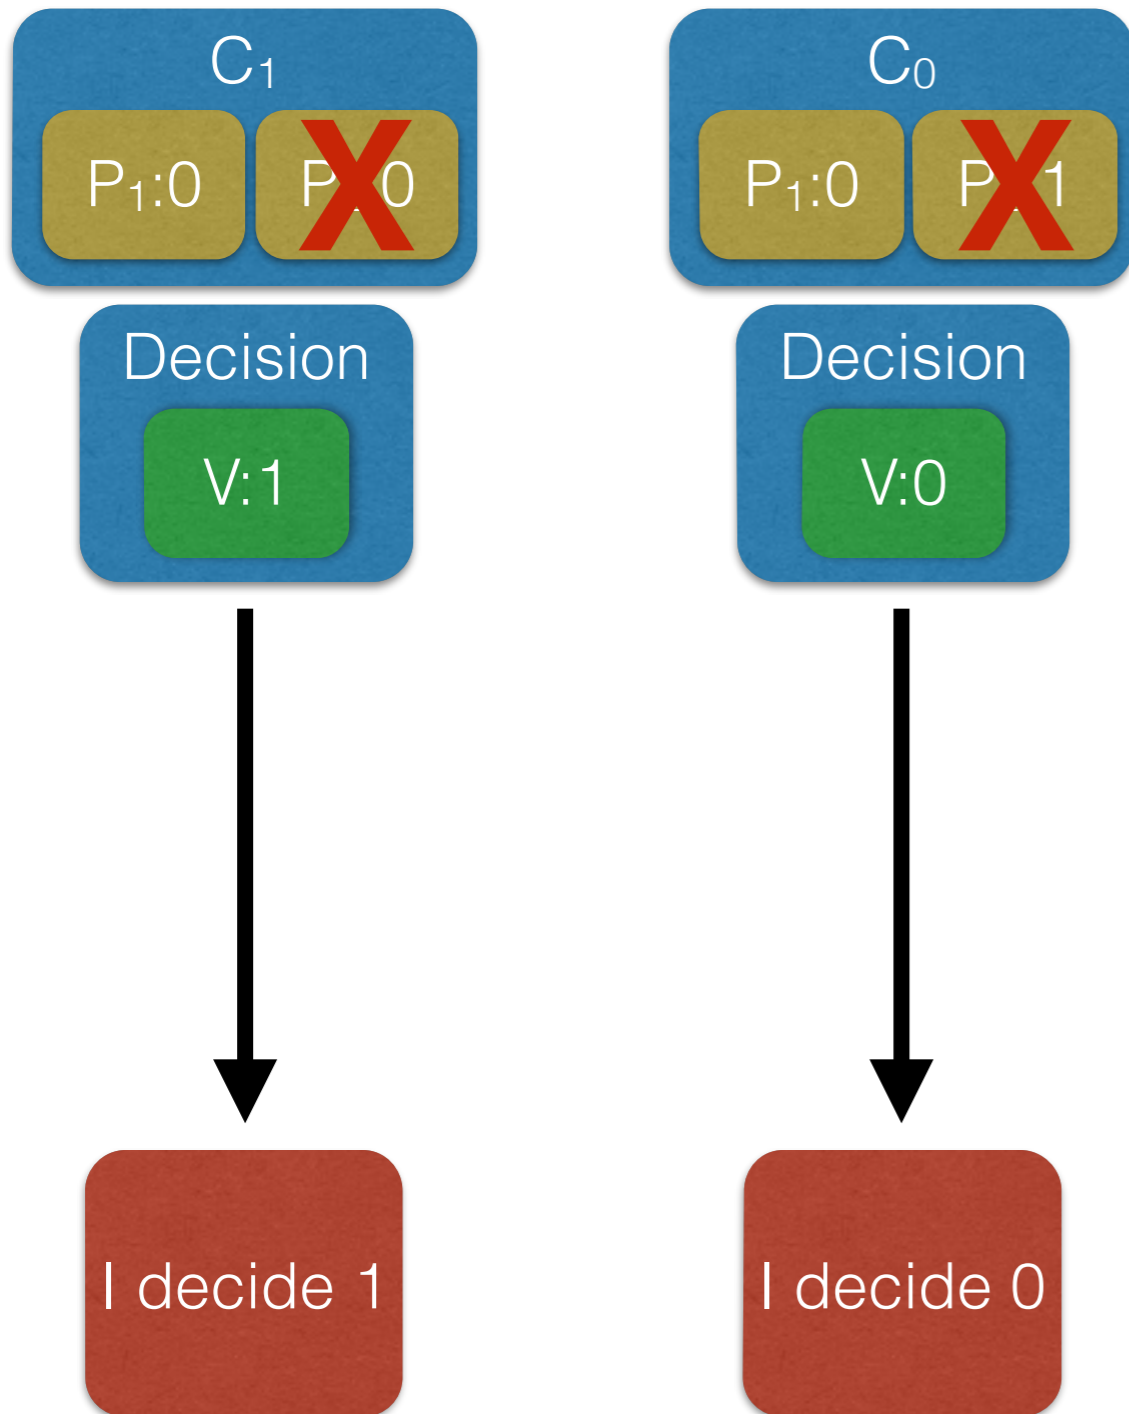 C₁
C₀
P₁:0
P 0
P₁:0
P 1
Decision
Decision
V:1
V:0
I decide 1
I decide 0